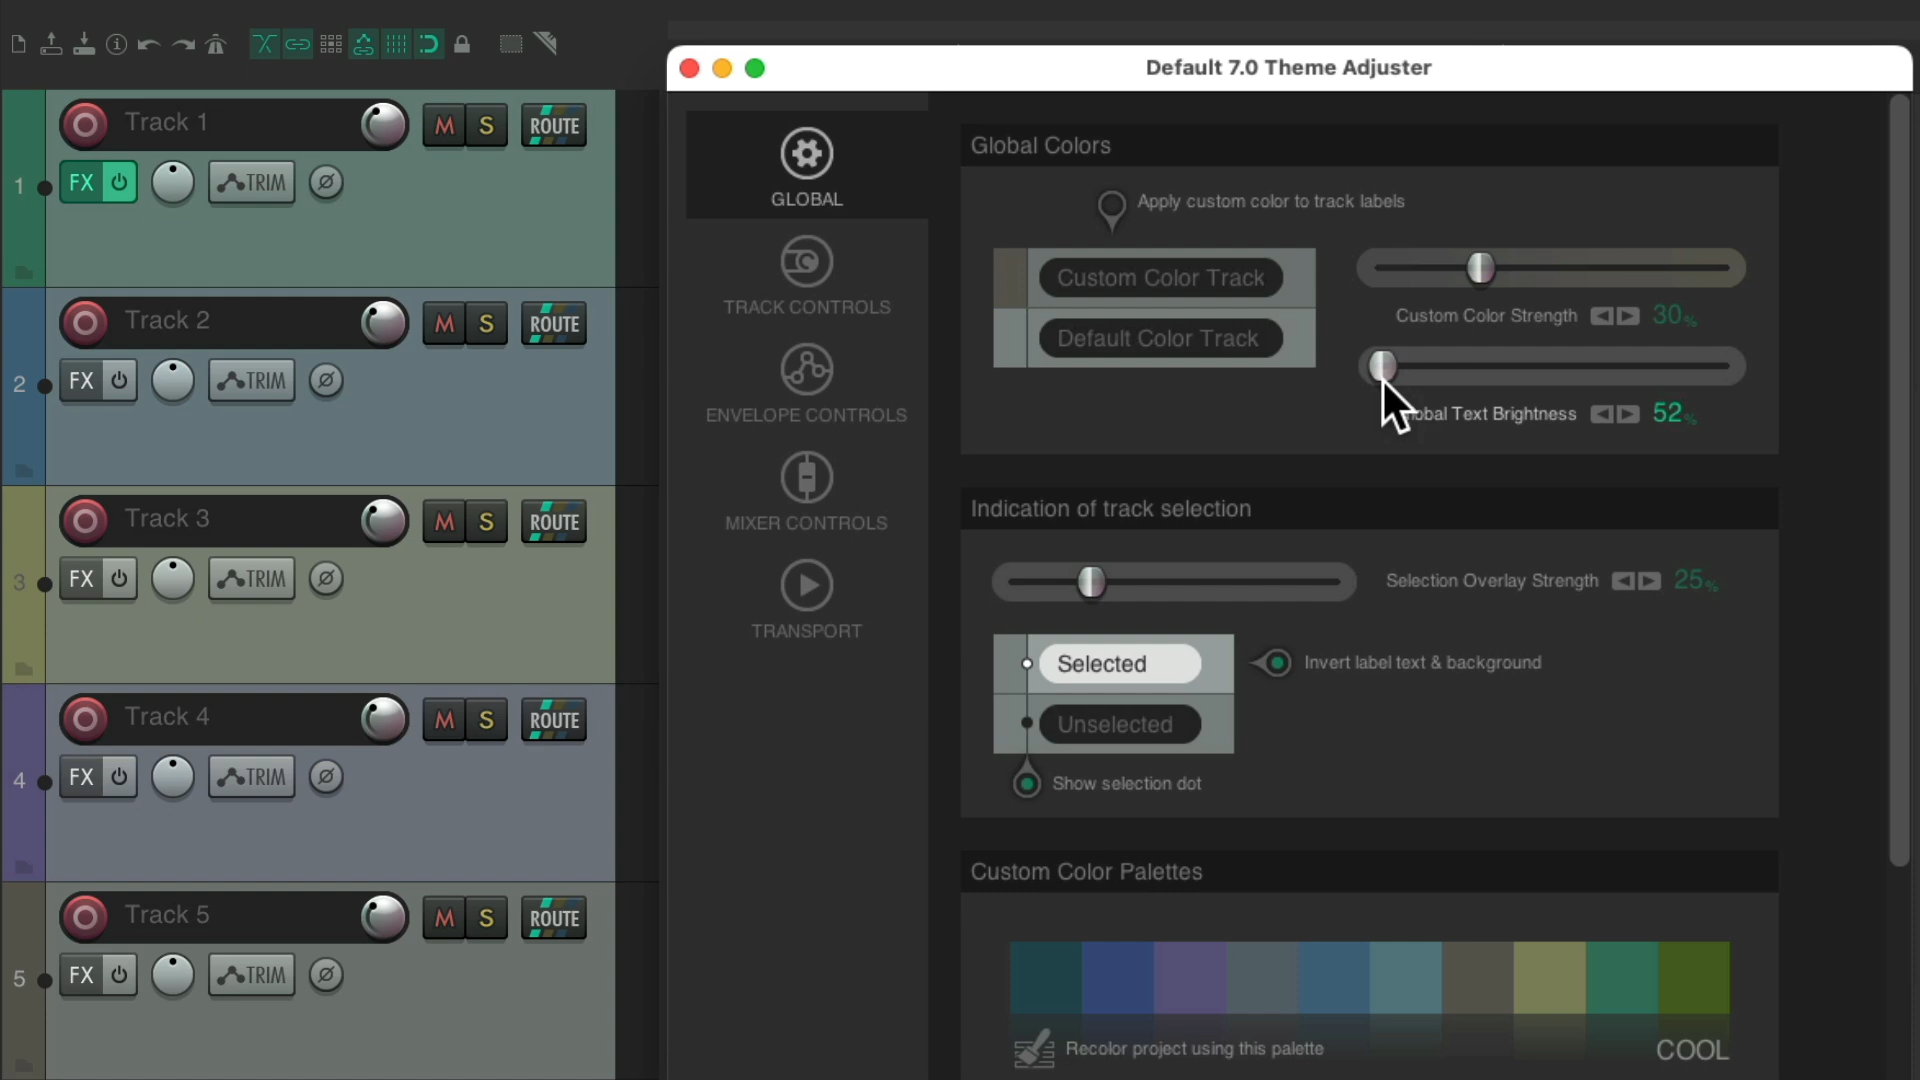 Default 7.0 Theme Adjuster
1
Track 1
M S ROUTE
FX TRIM
2
Track 2
M S ROUTE
FX TRIM
3
Track 3
M S ROUTE
FX TRIM
4
Track 4
M S ROUTE
FX TRIM
5
Track 5
M S ROUTE
FX TRIM
GLOBAL
TRACK CONTROLS
ENVELOPE CONTROLS
MIXER CONTROLS
TRANSPORT
Global Colors
Apply custom color to track labels
Custom Color Track
Default Color Track
Custom Color Strength 30%
Text Brightness 52%
Indication of track selection
Selection Overlay Strength 25%
Selected
Invert label text & background
Unselected
Show selection dot
Custom Color Palettes
Recolor project using this palette
COOL